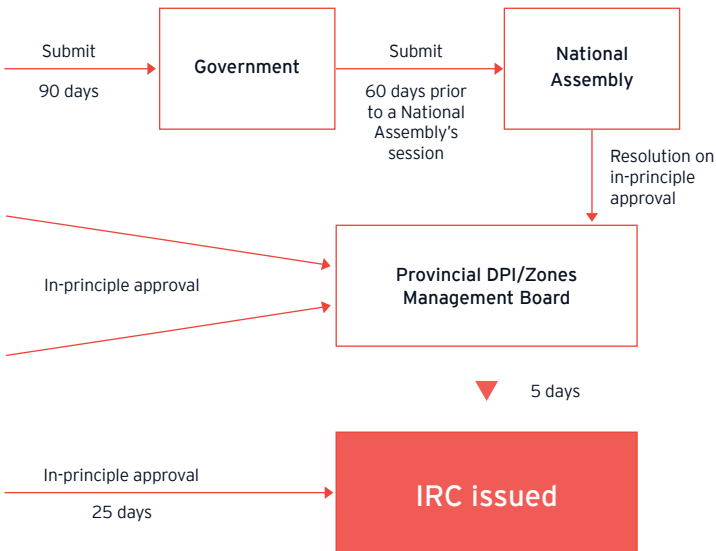 Submit
90 days
Government
Submit
60 days prior
to a National
Assembly's
session
National
Assembly
Resolution on
in-principle
approval
In-principle approval
Provincial DPI/Zones
Management Board
5 days
In-principle approval
25 days
IRC issued